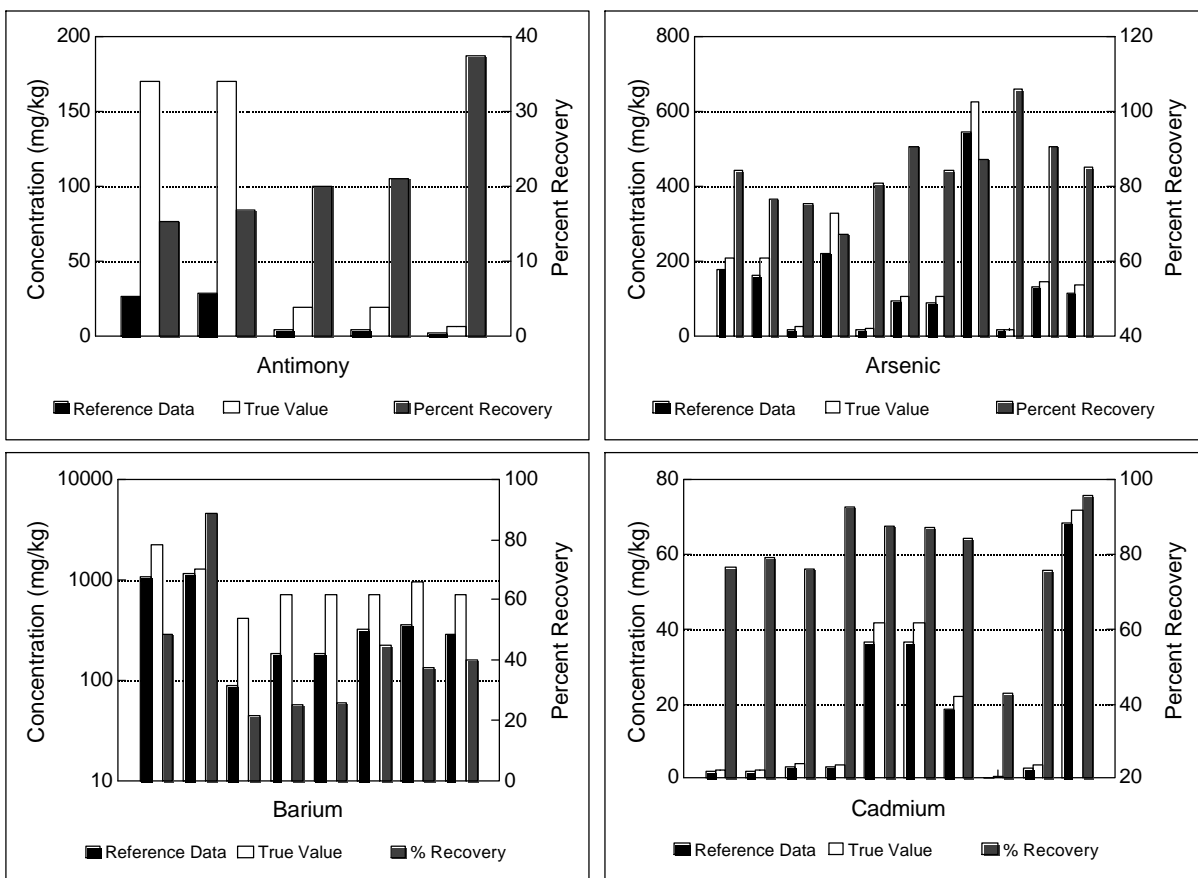 200
150
100
50
0
Concentration (mg/kg)
40
30
20
10
0
Percent Recovery
Antimony
Reference Data True Value Percent Recovery
800
600
400
200
0
Concentration (mg/kg)
120
100
80
60
40
Percent Recovery
Arsenic
Reference Data True Value Percent Recovery
10000
1000
100
10
Concentration (mg/kg)
100
80
60
40
20
0
Percent Recovery
Barium
Reference Data True Value % Recovery
80
60
40
20
0
Concentration (mg/kg)
100
80
60
40
20
Percent Recovery
Cadmium
Reference Data True Value % Recovery